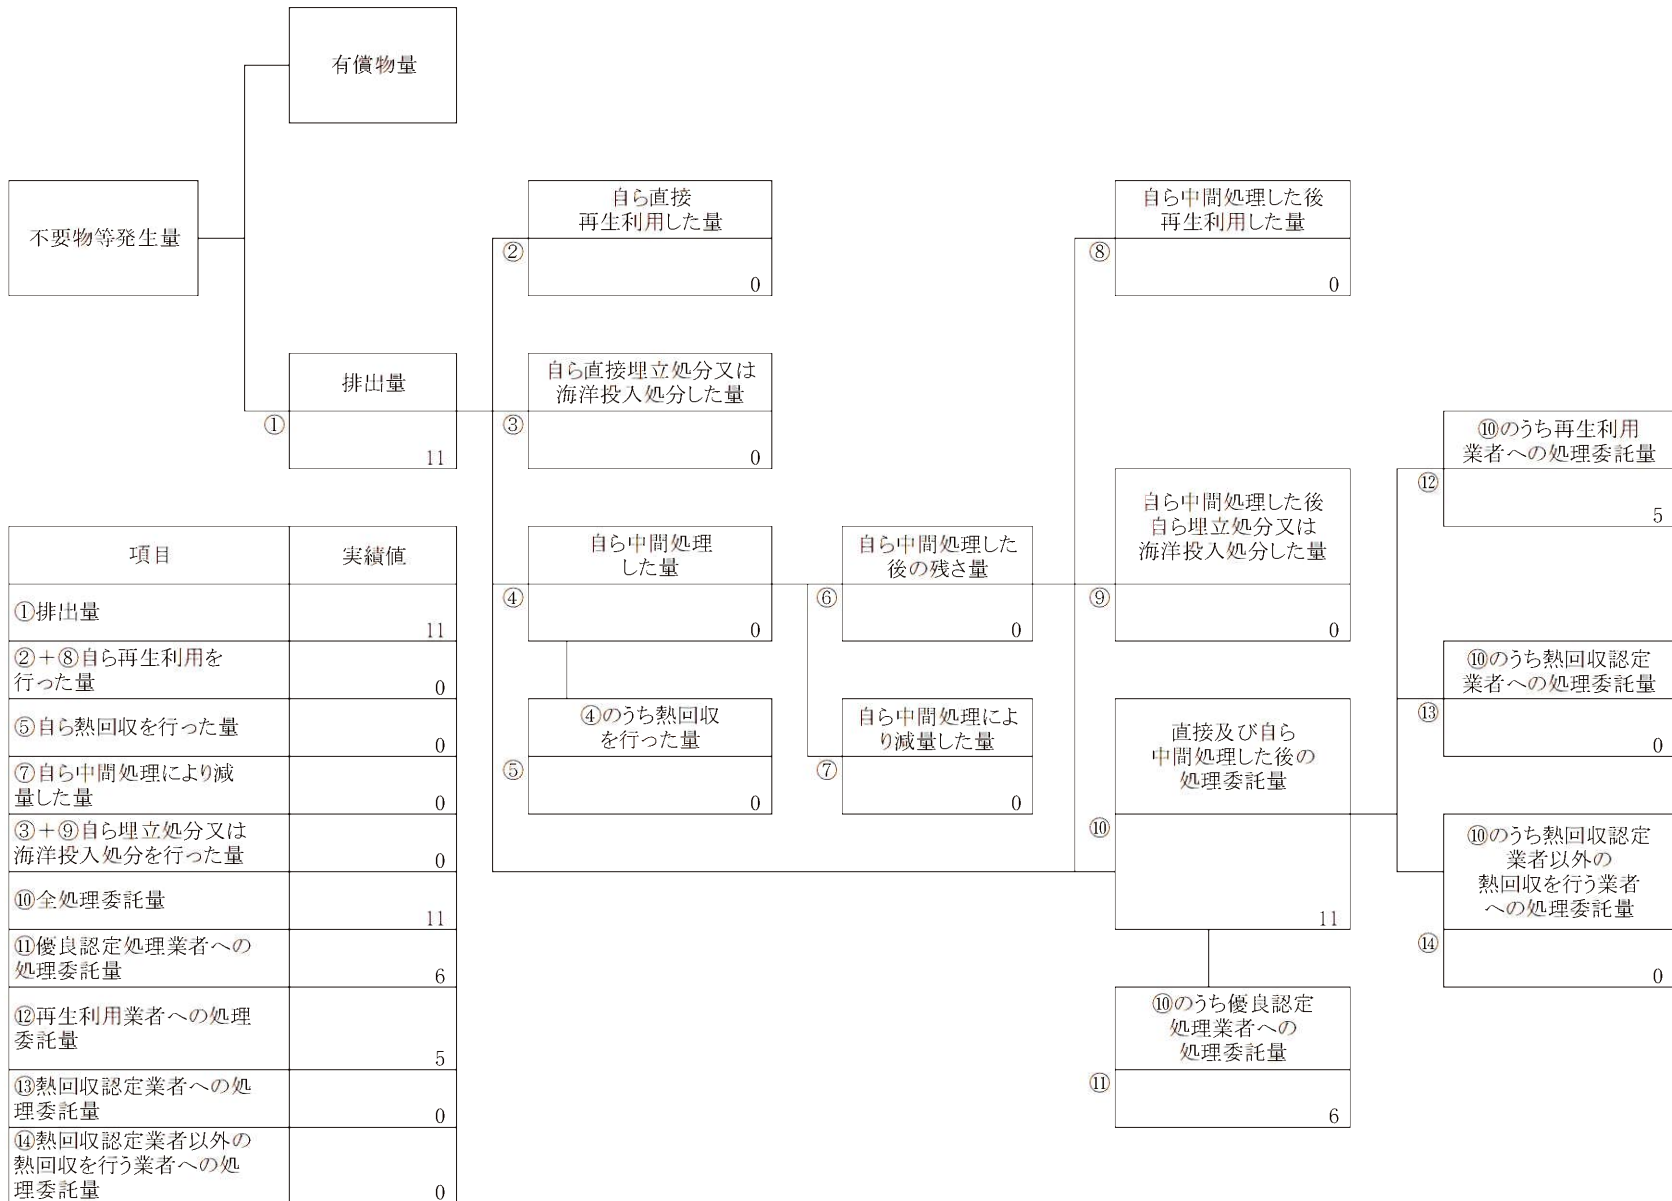 有償物量
不要物等発生量
自ら直接
再生利用した量
②
0
自ら中間処理した後
再生利用した量
⑧
0
排出量
①
11
自ら直接埋立処分又は
海洋投入処分した量
③
0
⑩のうち再生利用
業者への処理委託量
⑫
5
自ら中間処理
した量
④
0
自ら中間処理した
後の残さ量
⑥
0
自ら中間処理した後
自ら埋立処分又は
海洋投入処分した量
⑨
0
⑩のうち熱回収認定
業者への処理委託量
⑬
0
④のうち熱回収
を行った量
⑤
0
自ら中間処理によ
り減量した量
⑦
0
直接及び自ら
中間処理した後の
処理委託量
⑩
11
⑩のうち熱回収認定
業者以外の
熱回収を行う業者
への処理委託量
⑭
0
⑩のうち優良認定
処理業者への
処理委託量
⑪
6
項目
実績値
①排出量
11
②＋⑧自ら再生利用を
行った量
0
⑤自ら熱回収を行った量
0
⑦自ら中間処理により減
量した量
0
③＋⑨自ら埋立処分又は
海洋投入処分を行った量
0
⑩全処理委託量
11
⑪優良認定処理業者への
処理委託量
6
⑫再生利用業者への処理
委託量
5
⑬熱回収認定業者への処
理委託量
0
⑭熱回収認定業者以外の
熱回収を行う業者への処
理委託量
0